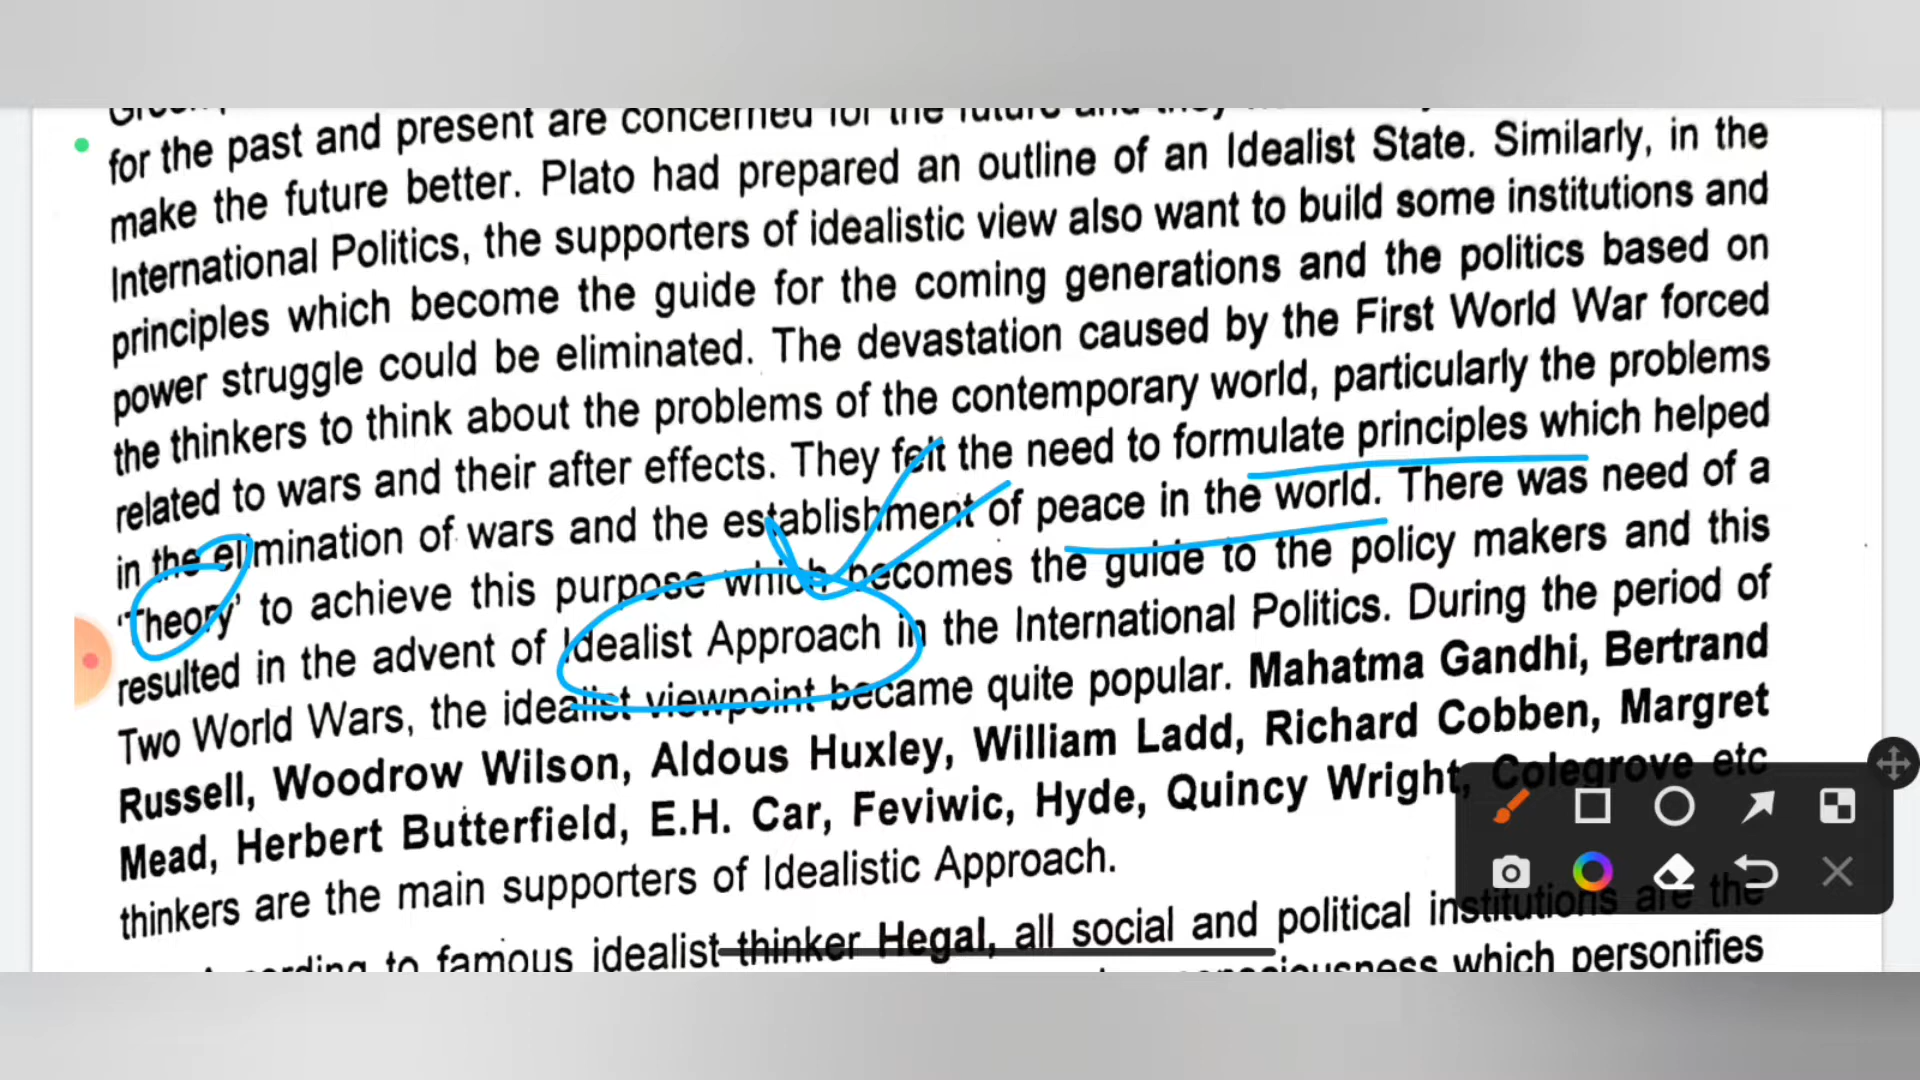 for the past and present are concerned for the future and they
make the future better. Plato had prepared an outline of an Idealist State. Similarly, in the
International Politics, the supporters of idealistic view also want to build some institutions and
principles which become the guide for the coming generations and the politics based on
power struggle could be eliminated. The devastation caused by the First World War forced
the thinkers to think about the problems of the contemporary world, particularly the problems
related to wars and their after effects. They felt the need to formulate principles which helped
in the elimination of wars and the establishment of peace in the world. There was need of a
'Theory' to achieve this purpose which becomes the guide to the policy makers and this
resulted in the advent of Idealist Approach in the International Politics. During the period of
Two World Wars, the idealist viewpoint became quite popular. Mahatma Gandhi, Bertrand
Russell, Woodrow Wilson, Aldous Huxley, William Ladd, Richard Cobben, Margret
Mead, Herbert Butterfield, E.H. Car, Feviwic, Hyde, Quincy Wright, Colegrove etc
thinkers are the main supporters of Idealistic Approach.
to famous idealist thinker Hegal, all social and political institutions are the
which personifies